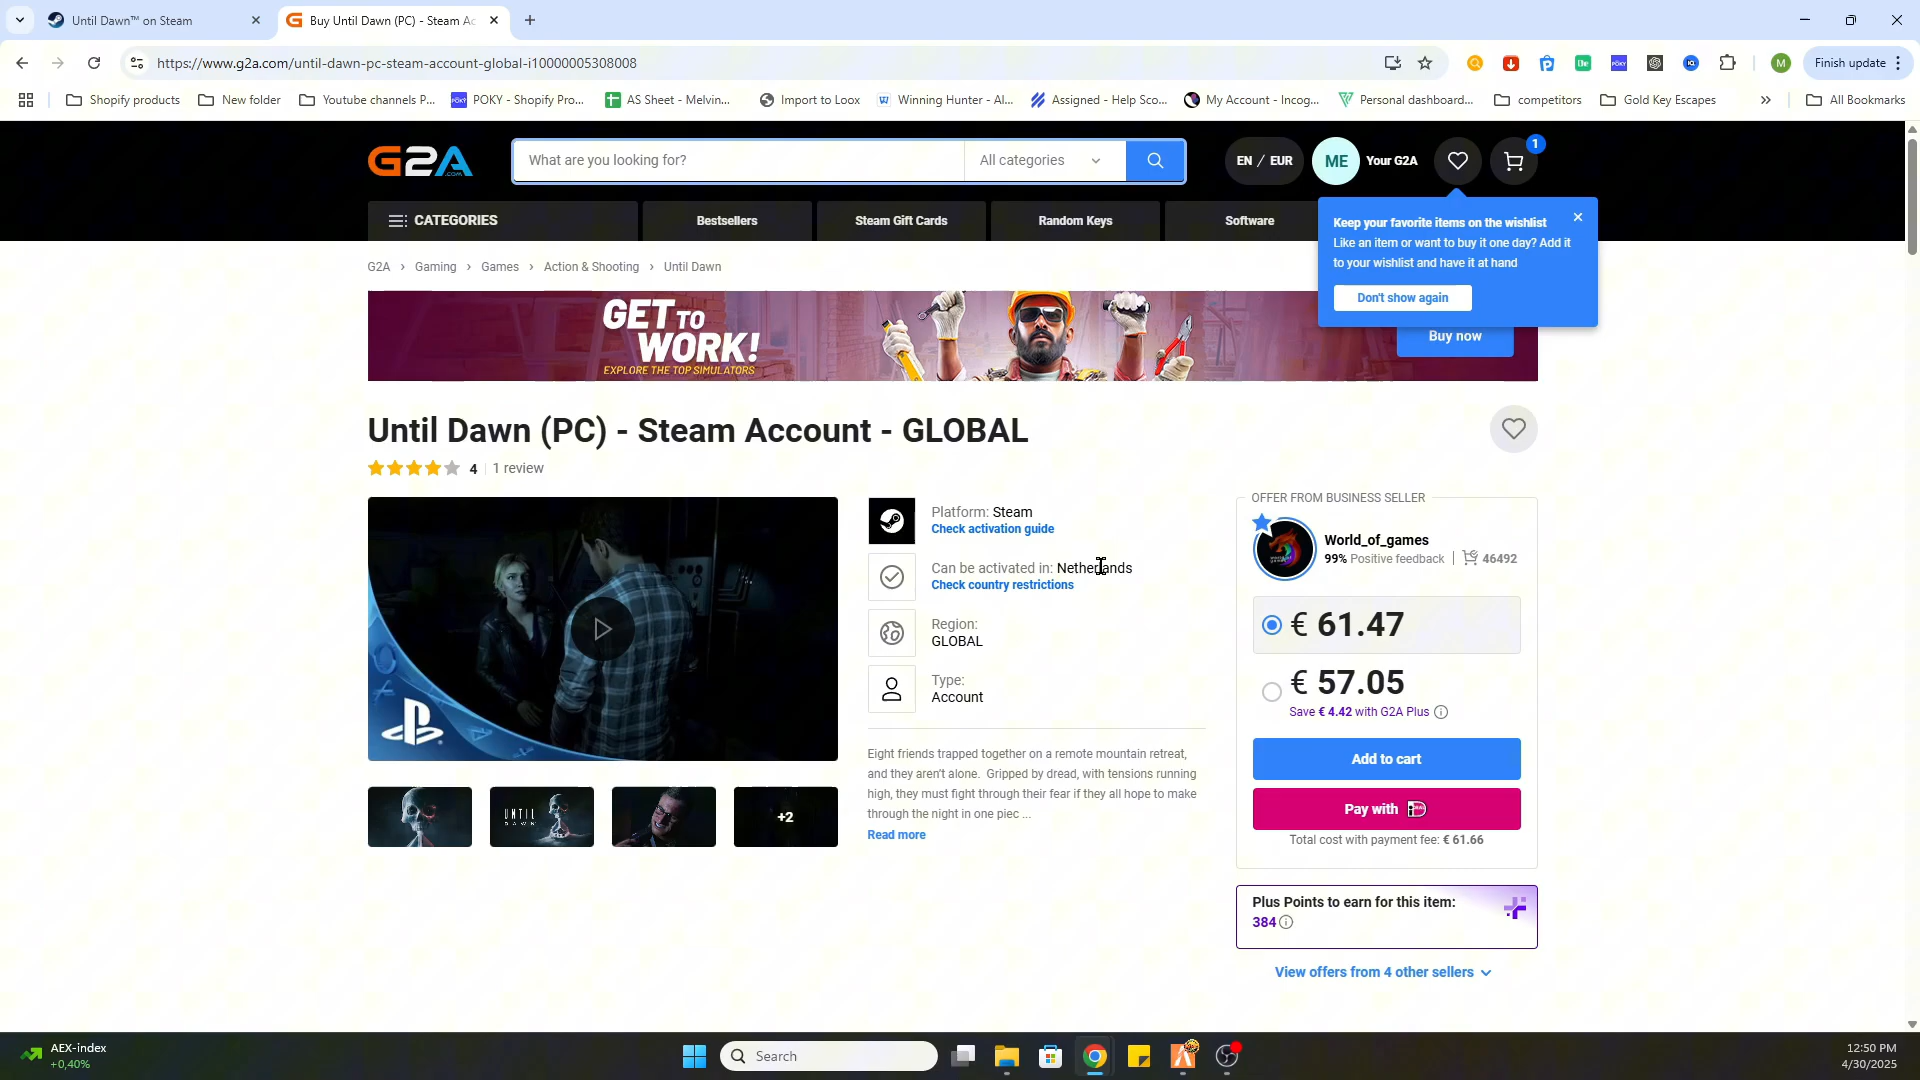 Until Dawn™ on Steam
Buy Until Dawn (PC) - Steam Ac
https://www.g2a.com/until-dawn-pc-steam-account-global-i10000005308008
M
Finish update
Shopify products
New folder
Youtube channels P...
POKY - Shopify Pro...
AS Sheet - Melvin...
Import to Loox
Winning Hunter - Al...
Assigned - Help Sco...
My Account - Incog...
Personal dashboard...
competitors
Gold Key Escapes
All Bookmarks
G2A.COM
What are you looking for?
All categories
EN / EUR
ME
Your G2A
1
CATEGORIES
Bestsellers
Steam Gift Cards
Random Keys
Software
Keep your favorite items on the wishlist
Like an item or want to buy it one day? Add it
to your wishlist and have it at hand
Don't show again
G2A > Gaming > Games > Action & Shooting > Until Dawn
GET TO
WORK!
EXPLORE THE TOP SIMULATORS
Buy now
Until Dawn (PC) - Steam Account - GLOBAL
4
1 review
Platform: Steam
Check activation guide
Can be activated in: Netherlands
Check country restrictions
Region:
GLOBAL
Type:
Account
Eight friends trapped together on a remote mountain retreat,
and they aren't alone. Gripped by dread, with tensions running
high, they must fight through their fear if they all hope to make
through the night in one piec ...
Read more
UNTIL
DAWN
+2
OFFER FROM BUSINESS SELLER
World_of_games
99% Positive feedback
46492
€ 61.47
€ 57.05
Save € 4.42 with G2A Plus
Add to cart
Pay with
Total cost with payment fee: € 61.66
Plus Points to earn for this item:
384
View offers from 4 other sellers
AEX-index
+0,40%
Search
12:50 PM
4/30/2025